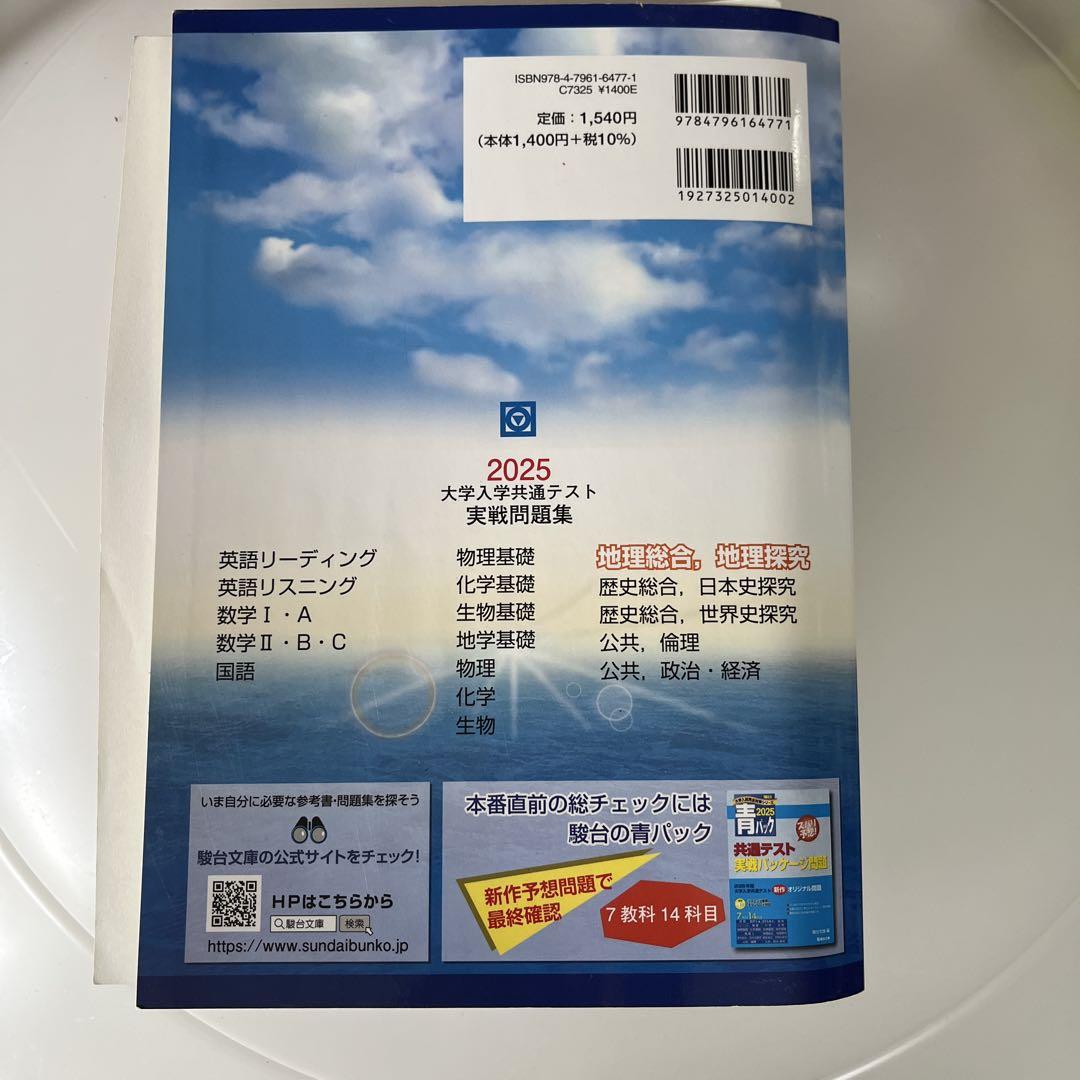 ISBN978-4-7961-6477-1
C7325 ¥1400E
定価：1,540円
（本体1,400円＋税10%）
9784796164771
1927325014002
2025
大学入学共通テスト
実戦問題集
英語リーディング
英語リスニング
数学Ⅰ・A
数学Ⅱ・B・C
国語
物理基礎
化学基礎
生物基礎
地学基礎
物理
化学
生物
地理総合，地理探究
歴史総合，日本史探究
歴史総合，世界史探究
公共，倫理
公共，政治・経済
いま自分に必要な参考書・問題集を探そう
駿台文庫の公式サイトをチェック！
HPはこちらから
駿台文庫 検索
https://www.sundaibunko.jp
本番直前の総チェックには
駿台の青パック
新作予想問題で
最終確認
7教科14科目
2025
青パック
共通テスト
実戦パッケージ問題
新作 オリジナル問題